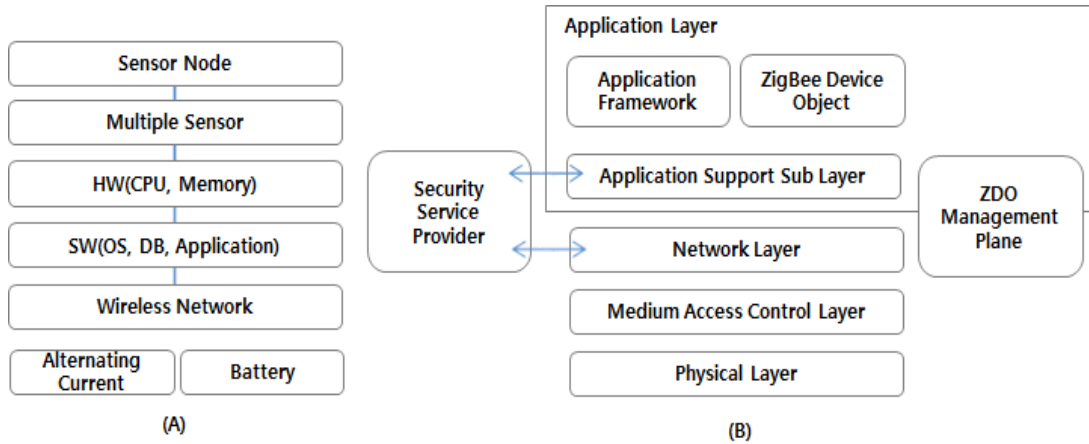 Sensor Node
Multiple Sensor
HW(CPU, Memory)
SW(OS, DB, Application)
Wireless Network
Alternating
Current
Battery
(A)
Application Layer
Application
Framework
ZigBee Device
Object
Application Support Sub Layer
Security
Service
Provider
ZDO
Management
Plane
Network Layer
Medium Access Control Layer
Physical Layer
(B)